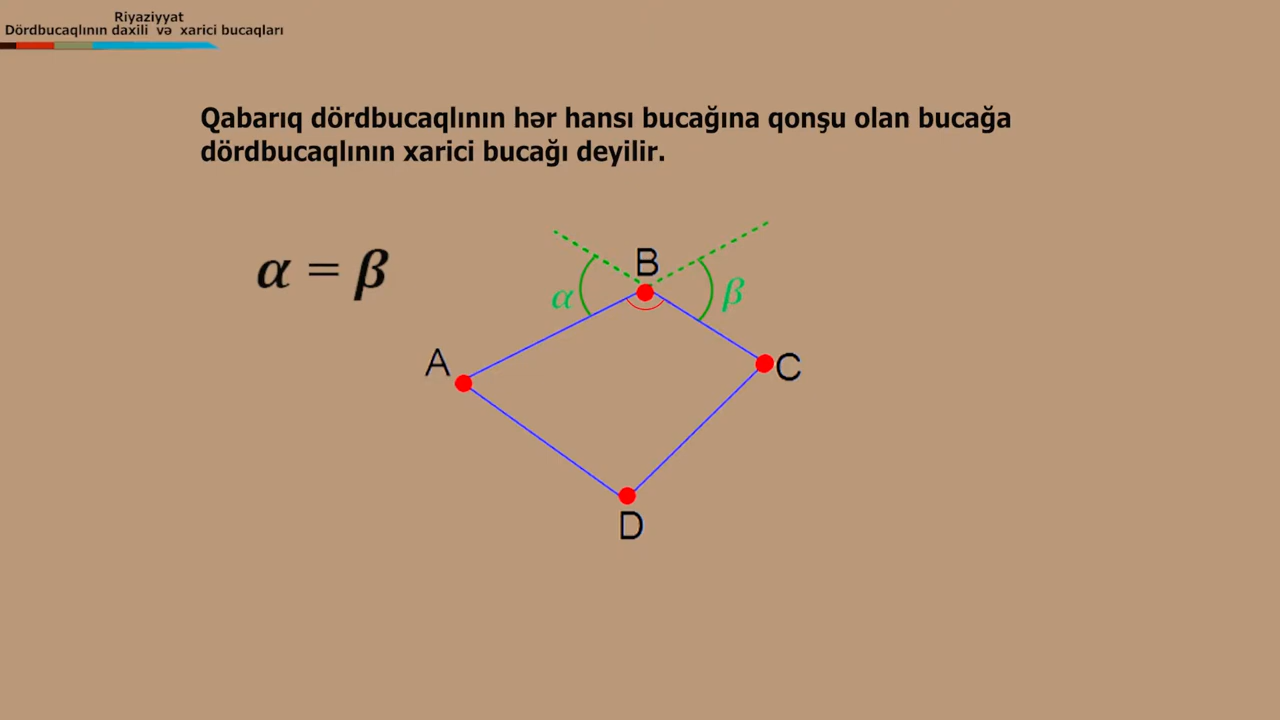 Riyaziyyat
Dördbucaqlının daxili və xarici bucaqları
Qabarıq dördbucaqlının hər hansı bucağına qonşu olan bucağa
dördbucaqlının xarici bucağı deyilir.
α = β
B
α
β
A
C
D